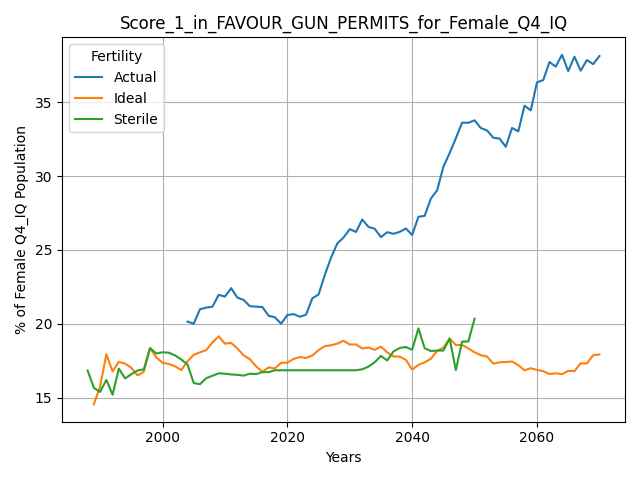 Score_1_in_FAVOUR_GUN_PERMITS_for_Female_Q4_IQ
Fertility
Actual
Ideal
Sterile
% of Female Q4_IQ Population
35
30
25
20
15
2000
2020
2040
2060
Years